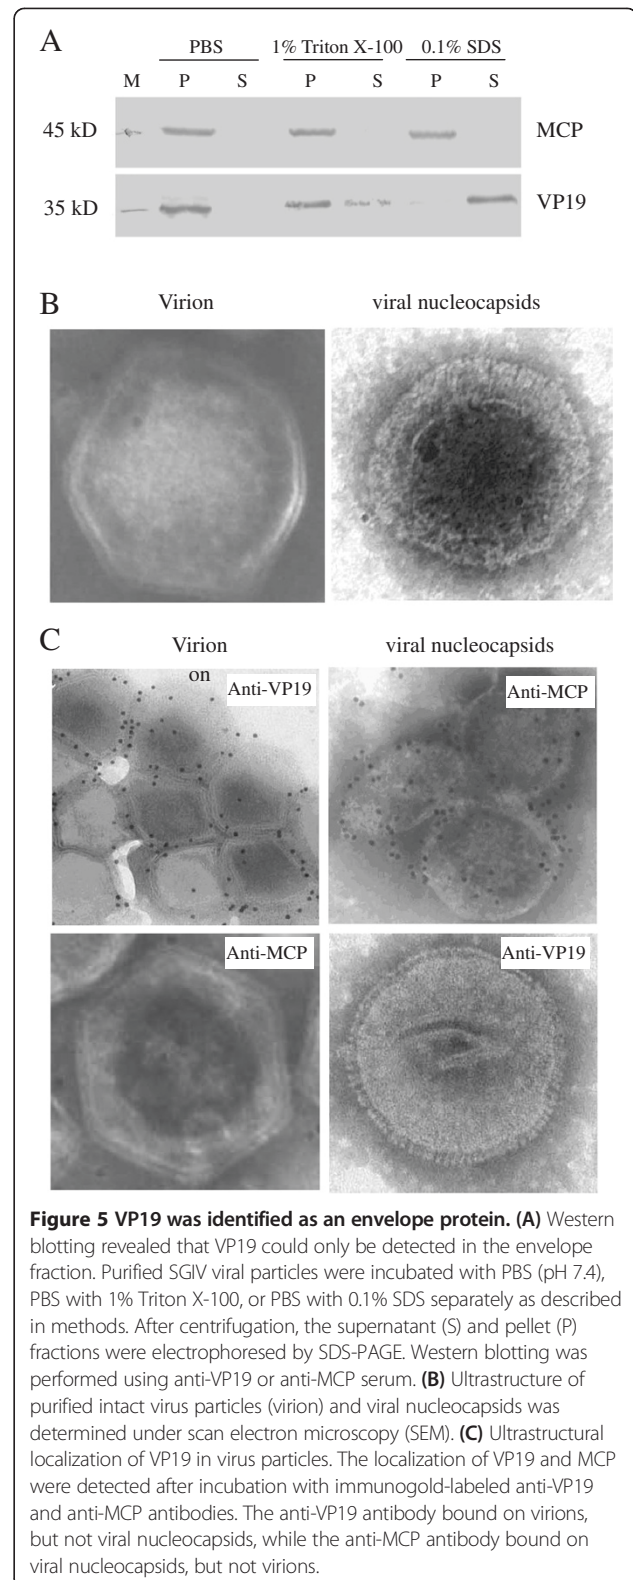 A
PBS 1% Triton X-100 0.1% SDS
M P S P S P S
45 kD MCP
35 kD VP19
B Virion viral nucleocapsids
C Virion viral nucleocapsids
on
Anti-VP19 Anti-MCP
Anti-MCP Anti-VP19
Figure 5 VP19 was identified as an envelope protein. (A) Western
blotting revealed that VP19 could only be detected in the envelope
fraction. Purified SGIV viral particles were incubated with PBS (pH 7.4),
PBS with 1% Triton X-100, or PBS with 0.1% SDS separately as described
in methods. After centrifugation, the supernatant (S) and pellet (P)
fractions were electrophoresed by SDS-PAGE. Western blotting was
performed using anti-VP19 or anti-MCP serum. (B) Ultrastructure of
purified intact virus particles (virion) and viral nucleocapsids was
determined under scan electron microscopy (SEM). (C) Ultrastructural
localization of VP19 in virus particles. The localization of VP19 and MCP
were detected after incubation with immunogold-labeled anti-VP19
and anti-MCP antibodies. The anti-VP19 antibody bound on virions,
but not viral nucleocapsids, while the anti-MCP antibody bound on
viral nucleocapsids, but not virions.